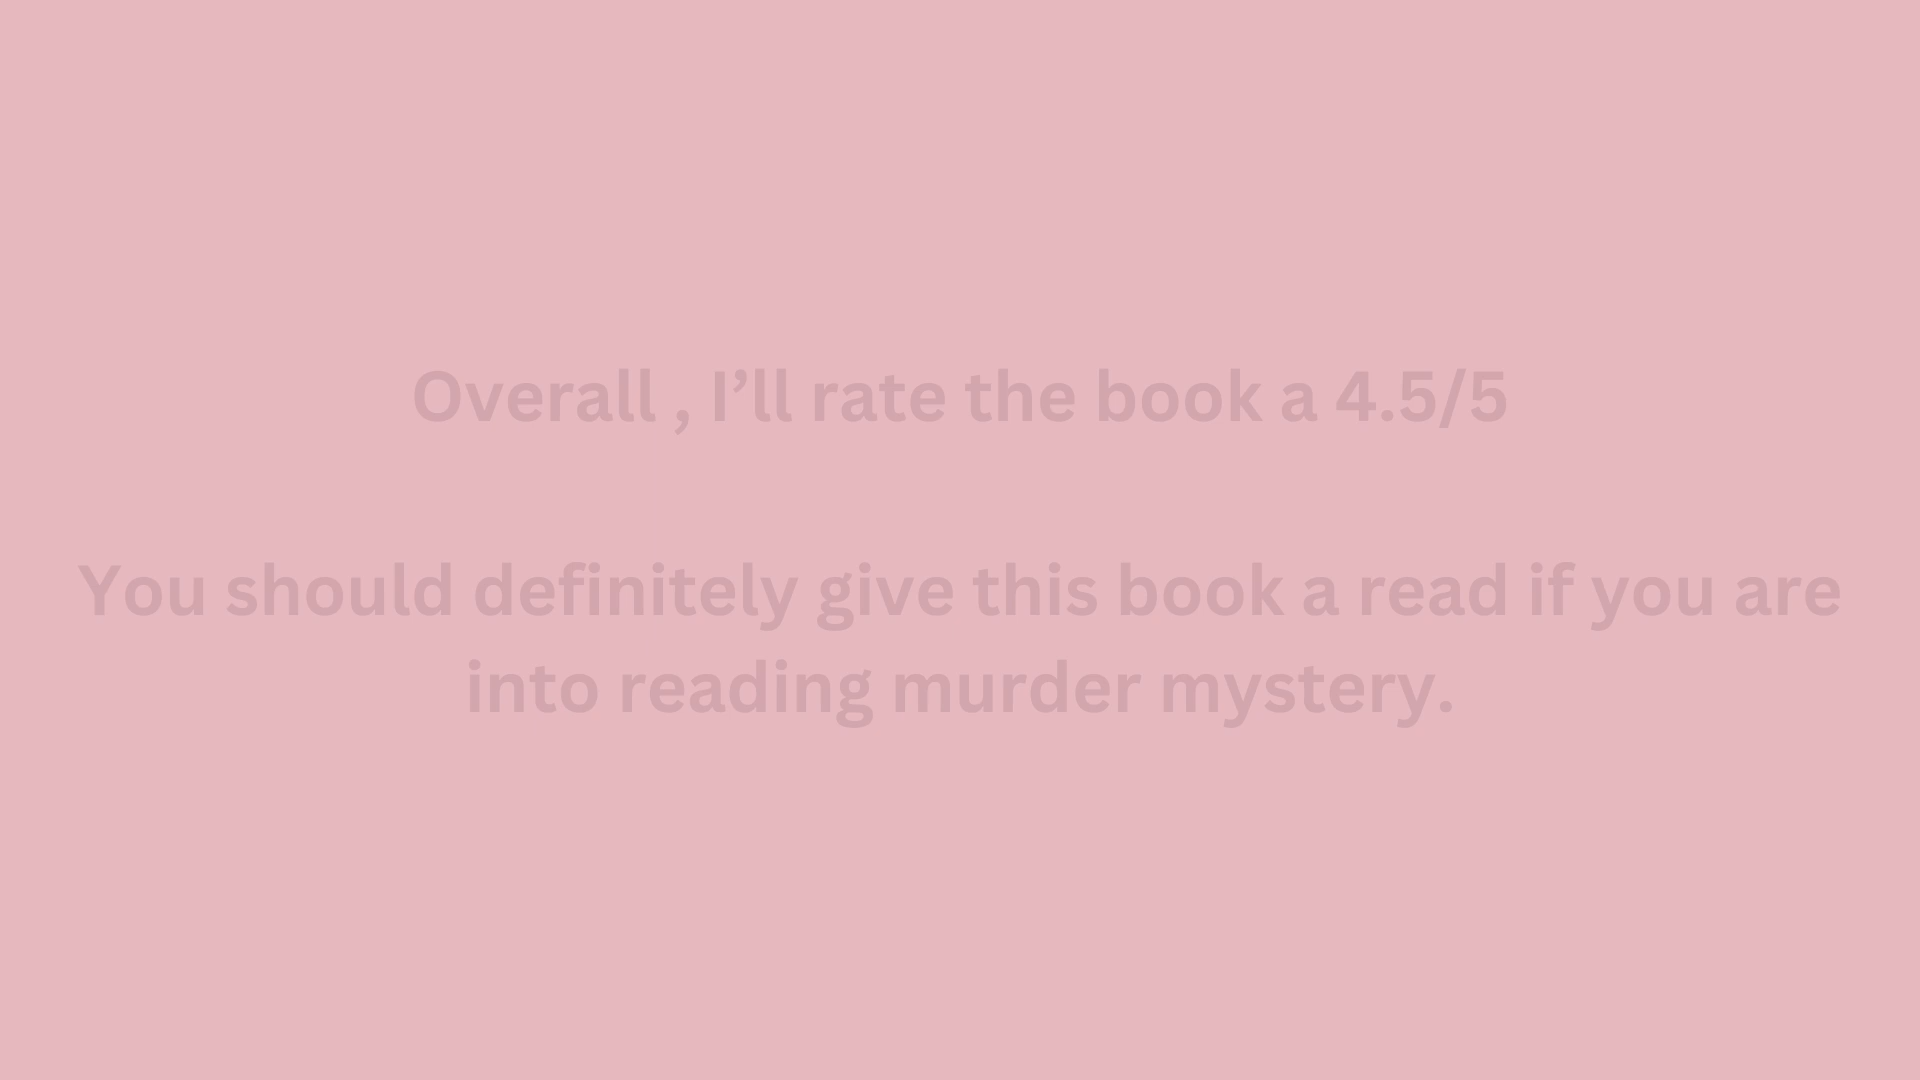 Overall , I’ll rate the book a 4.5/5
You should definitely give this book a read if you are
into reading murder mystery.